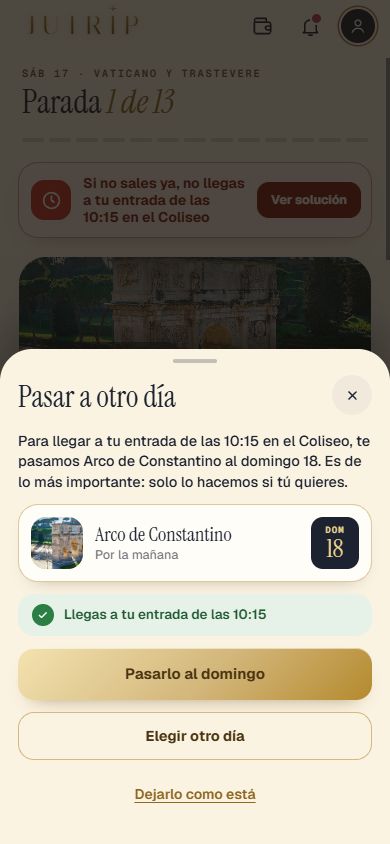 JUTRIP
SÁB 17 · VATICANO Y TRASTEVERE
Parada 1 de 13
Si no sales ya, no llegas
a tu entrada de las
10:15 en el Coliseo
Ver solución
Pasar a otro día
Para llegar a tu entrada de las 10:15 en el Coliseo, te
pasamos Arco de Constantino al domingo 18. Es de
lo más importante: solo lo hacemos si tú quieres.
Arco de Constantino
Por la mañana
DOM
18
Llegas a tu entrada de las 10:15
Pasarlo al domingo
Elegir otro día
Dejarlo como está